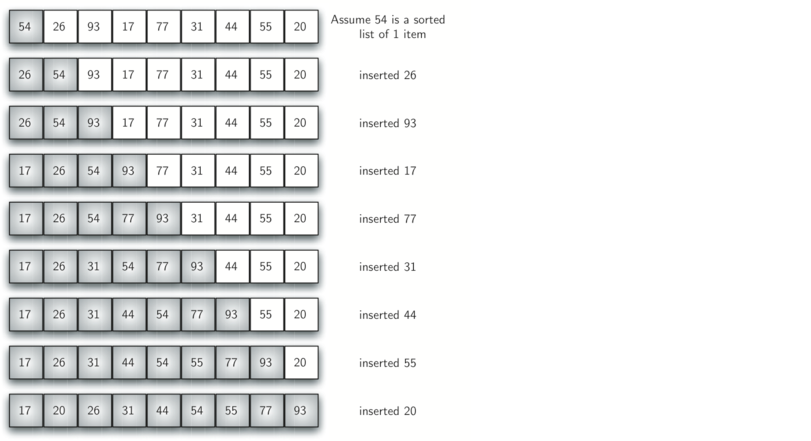 54 26 93 17 77 31 44 55 20 Assume 54 is a sorted
list of 1 item
26 54 93 17 77 31 44 55 20 inserted 26
26 54 93 17 77 31 44 55 20 inserted 93
17 26 54 93 77 31 44 55 20 inserted 17
17 26 54 77 93 31 44 55 20 inserted 77
17 26 31 54 77 93 44 55 20 inserted 31
17 26 31 44 54 77 93 55 20 inserted 44
17 26 31 44 54 55 77 93 20 inserted 55
17 20 26 31 44 54 55 77 93 inserted 20